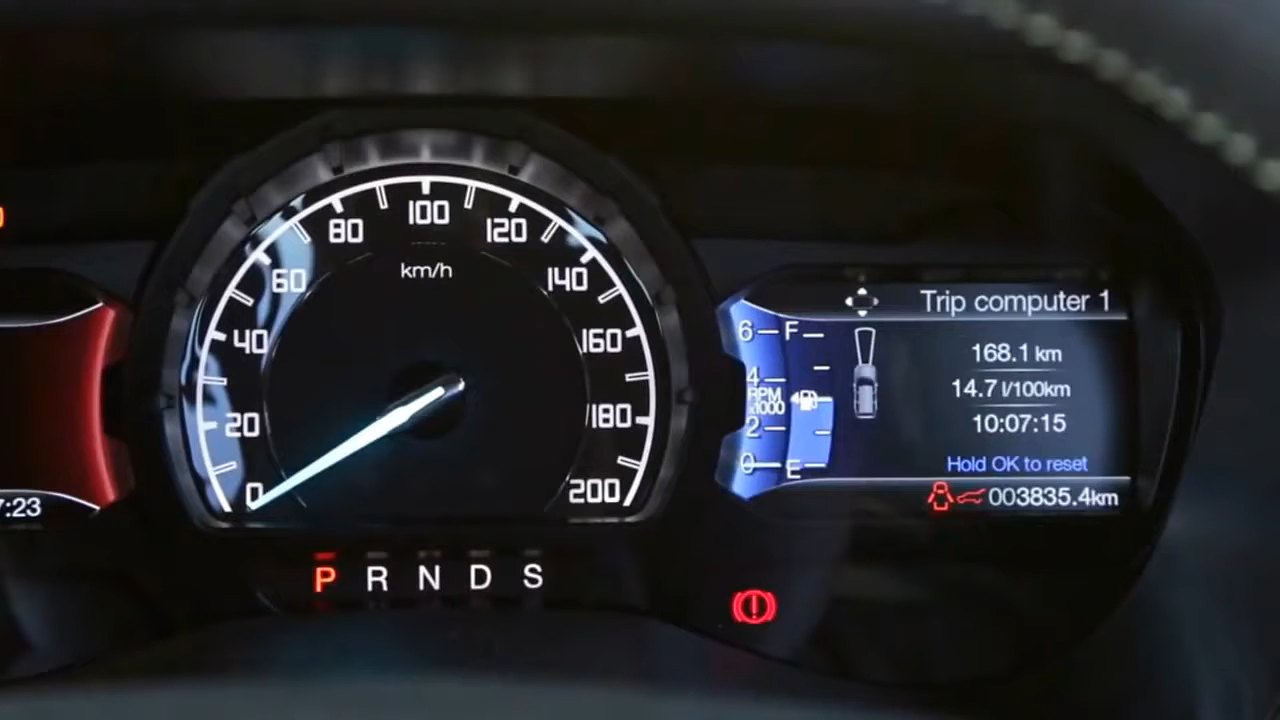 100
80 120
km/h
60 140
40 160
20 180
0 200
P R N D S
:23
Trip computer 1
6 F
168.1 km
4
14.7 l/100km
RPM
x1000
2
10:07:15
0 E
Hold OK to reset
003835.4km